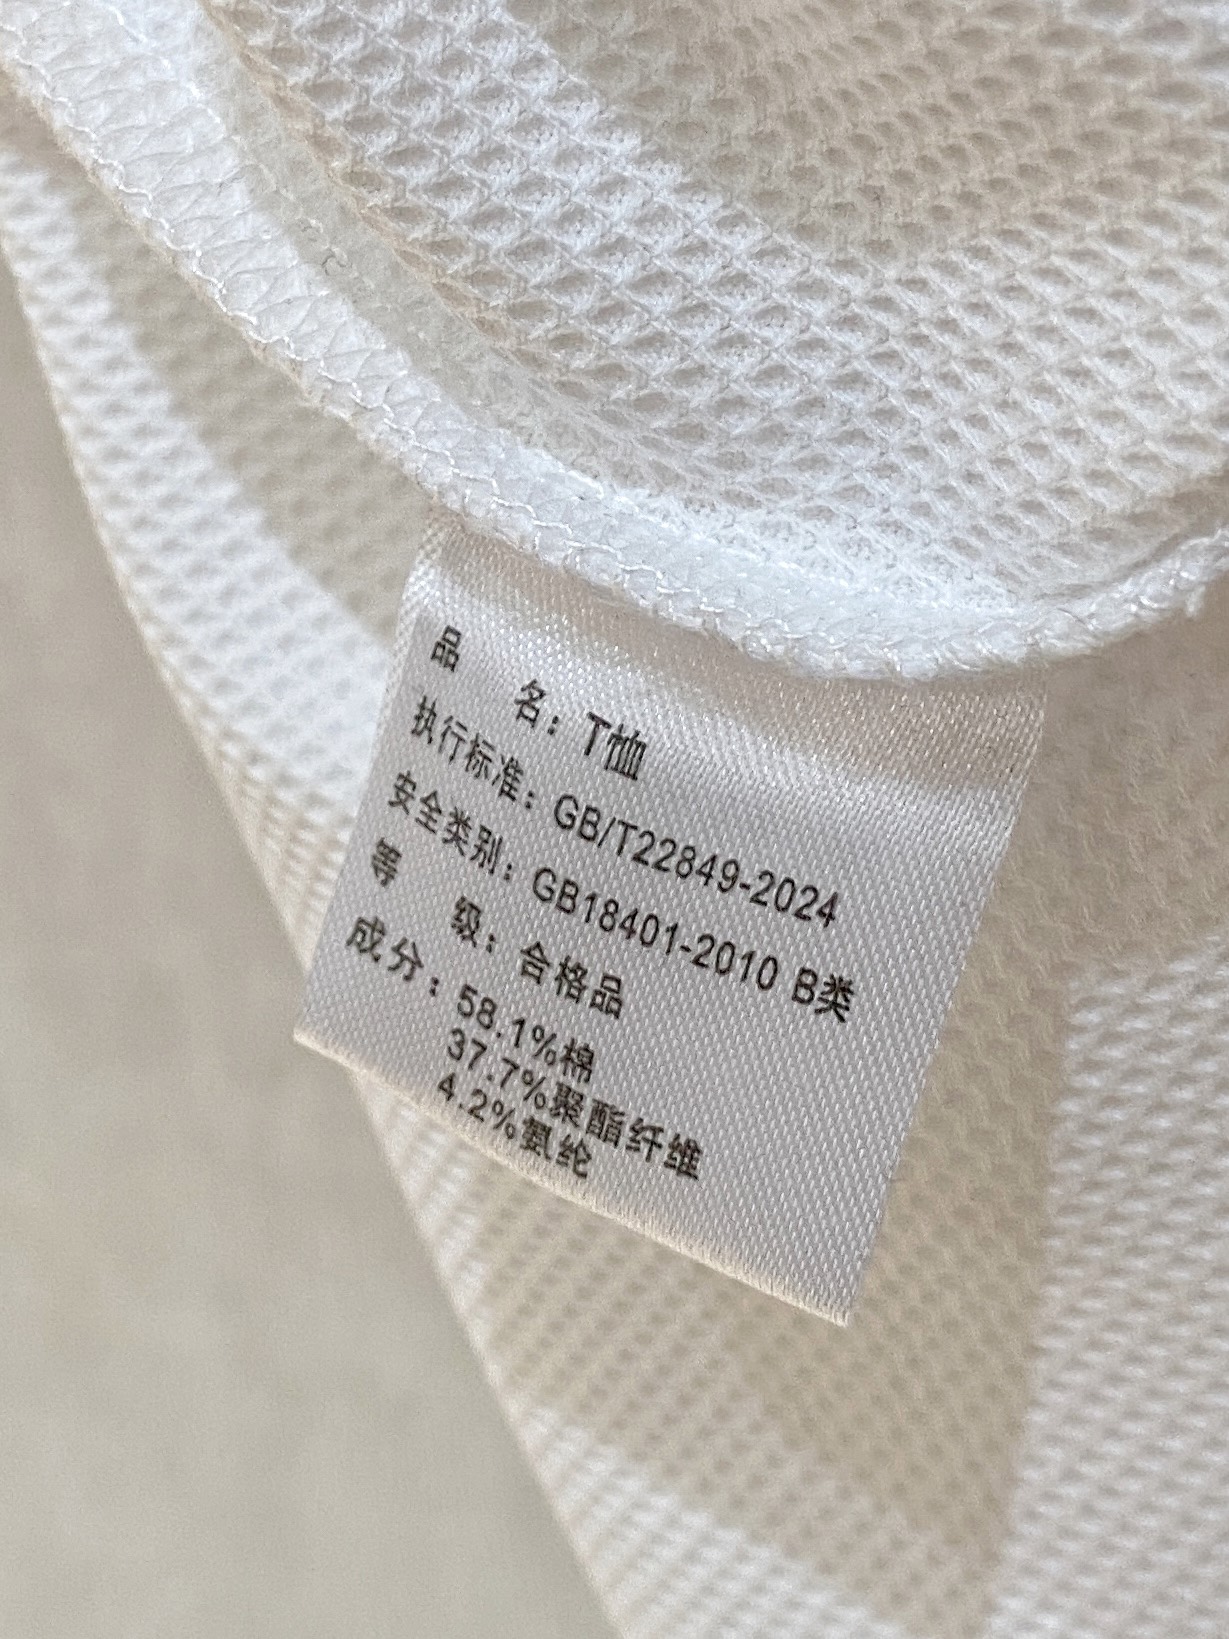 品 名：T恤
执行标准：GB/T22849-2024
安全类别：GB18401-2010 B类
等 级：合格品
成分：58.1%棉
37.7%聚酯纤维
4.2%氨纶